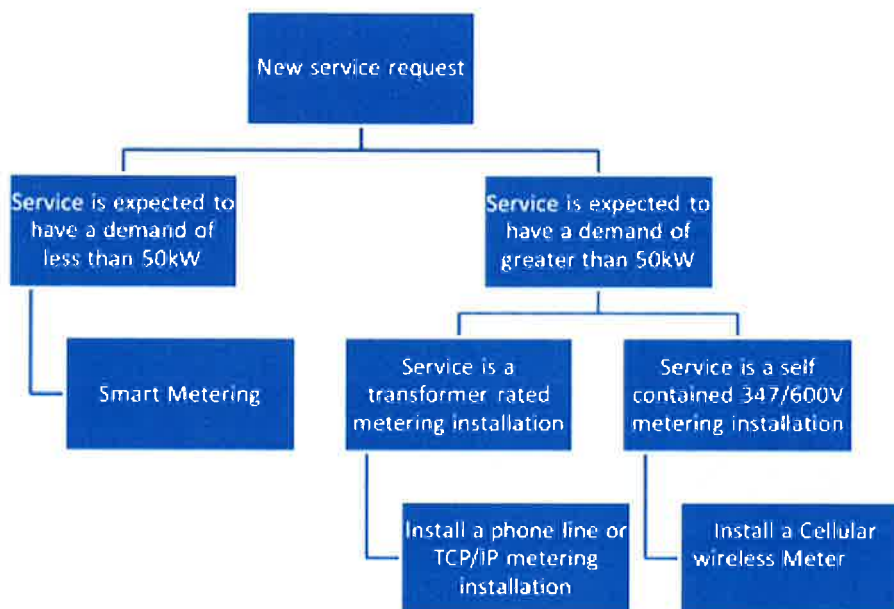 New service request
Service is expected to
have a demand of
less than 50kW
Service is expected to
have a demand of
greater than 50kW
Smart Metering
Service is a
transformer rated
metering installation
Service is a self
contained 347/600V
metering installation
Install a phone line or
TCP/IP metering
installation
Install a Cellular
wireless Meter